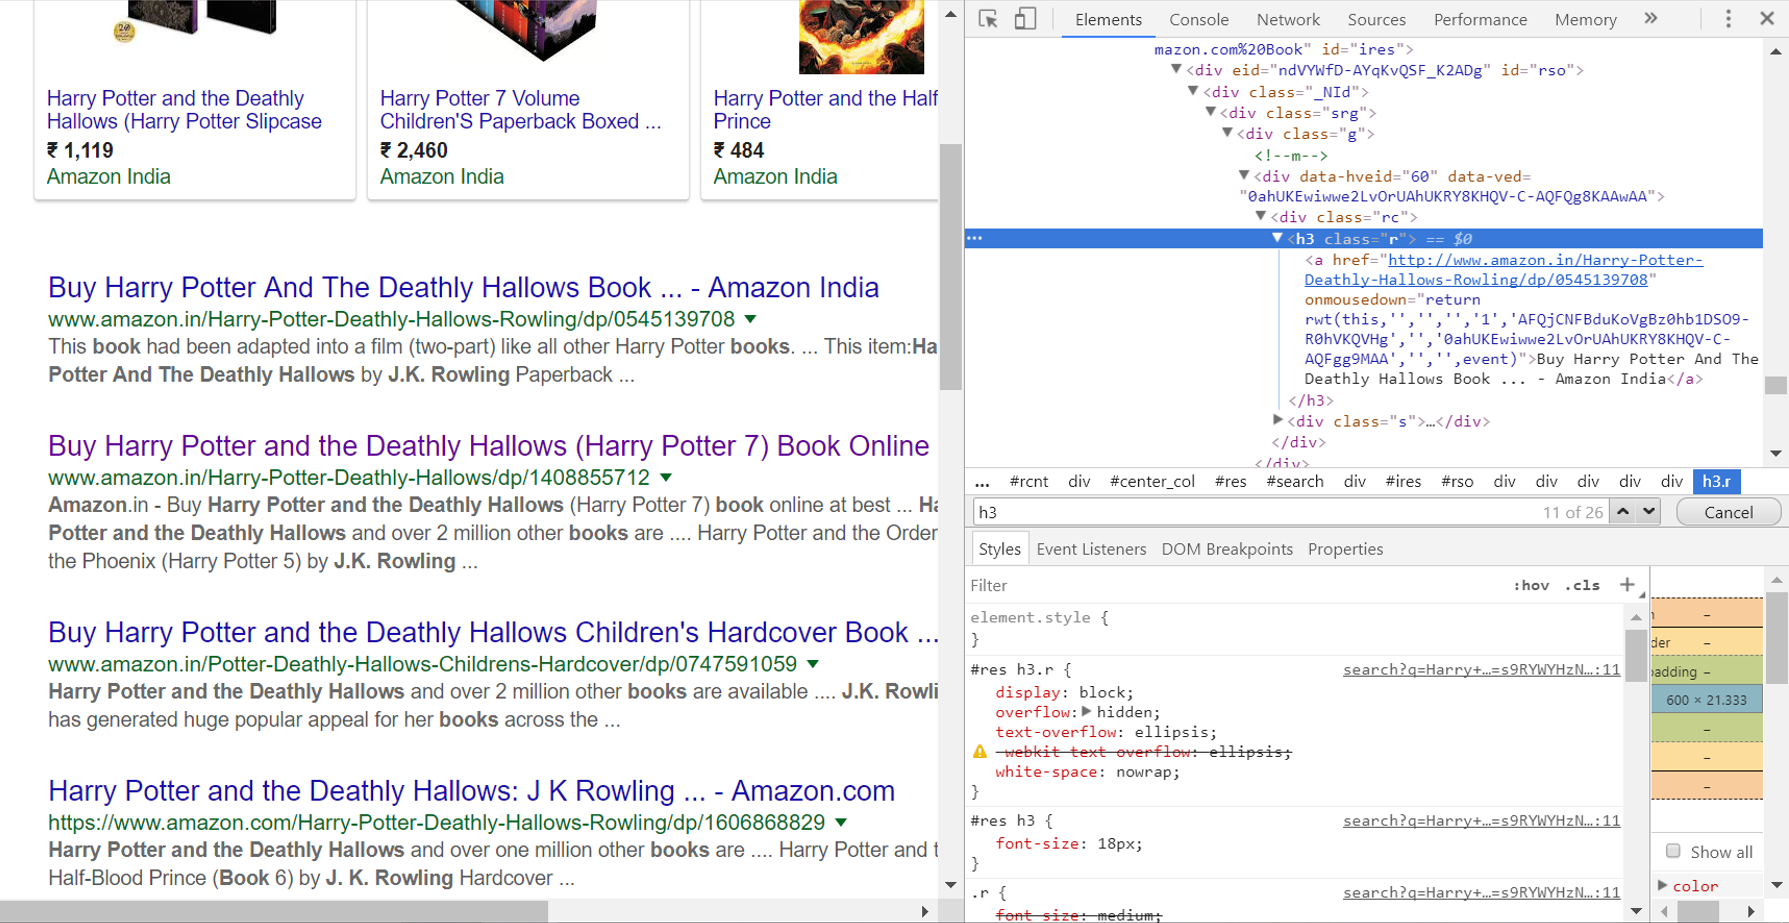 Harry Potter and the Deathly
Hallows (Harry Potter Slipcase
₹ 1,119
Amazon India
Harry Potter 7 Volume
Children'S Paperback Boxed ...
₹ 2,460
Amazon India
Harry Potter and the Half
Prince
₹ 484
Amazon India
Buy Harry Potter And The Deathly Hallows Book ... - Amazon India
www.amazon.in/Harry-Potter-Deathly-Hallows-Rowling/dp/0545139708
This book had been adapted into a film (two-part) like all other Harry Potter books. ... This item:Ha
Potter And The Deathly Hallows by J.K. Rowling Paperback ...
Buy Harry Potter and the Deathly Hallows (Harry Potter 7) Book Online
www.amazon.in/Harry-Potter-Deathly-Hallows/dp/1408855712
Amazon.in - Buy Harry Potter and the Deathly Hallows (Harry Potter 7) book online at best ... Ha
Potter and the Deathly Hallows and over 2 million other books are .... Harry Potter and the Order
the Phoenix (Harry Potter 5) by J.K. Rowling ...
Buy Harry Potter and the Deathly Hallows Children's Hardcover Book ...
www.amazon.in/Potter-Deathly-Hallows-Childrens-Hardcover/dp/0747591059
Harry Potter and the Deathly Hallows and over 2 million other books are available .... J.K. Rowli
has generated huge popular appeal for her books across the ...
Harry Potter and the Deathly Hallows: J K Rowling ... - Amazon.com
https://www.amazon.com/Harry-Potter-Deathly-Hallows-Rowling/dp/1606868829
Harry Potter and the Deathly Hallows and over one million other books are .... Harry Potter and t
Half-Blood Prince (Book 6) by J. K. Rowling Hardcover ...
Elements Console Network Sources Performance Memory »
mazon.com%20Book" id="ires">
<div eid="ndVYWfD-AYqKvQSF_K2ADg" id="rso">
<div class="_NId">
<div class="srg">
<div class="g">
<!--m-->
<div data-hveid="60" data-ved=
"0ahUKEwiwwe2LvOrUAhUKRY8KHQV-C-AQFQg8KAAwAA">
<div class="rc">
... <h3 class="r"> == $0
<a href="http://www.amazon.in/Harry-Potter-
Deathly-Hallows-Rowling/dp/0545139708"
onmousedown="return
rwt(this,'','','','1','AFQjCNFBduKoVgBz0hb1DSO9-
R0hVKQVHg','','0ahUKEwiwwe2LvOrUAhUKRY8KHQV-C-
AQFgg9MAA','','',event)">Buy Harry Potter And The
Deathly Hallows Book ... - Amazon India</a>
</h3>
<div class="s">…</div>
</div>
</div>
... #rcnt div #center_col #res #search div #ires #rso div div div div div h3.r
h3 11 of 26 Cancel
Styles Event Listeners DOM Breakpoints Properties
Filter :hov .cls +
element.style {
}
#res h3.r { search?q=Harry+…=s9RYWYHzN…:11
display: block;
overflow: hidden;
text-overflow: ellipsis;
-webkit-text-overflow: ellipsis;
white-space: nowrap;
}
#res h3 { search?q=Harry+…=s9RYWYHzN…:11
font-size: 18px;
}
.r { search?q=Harry+…=s9RYWYHzN…:11
font-size: medium;
n –
der –
padding –
600 × 21.333
–
–
–
Show all
color